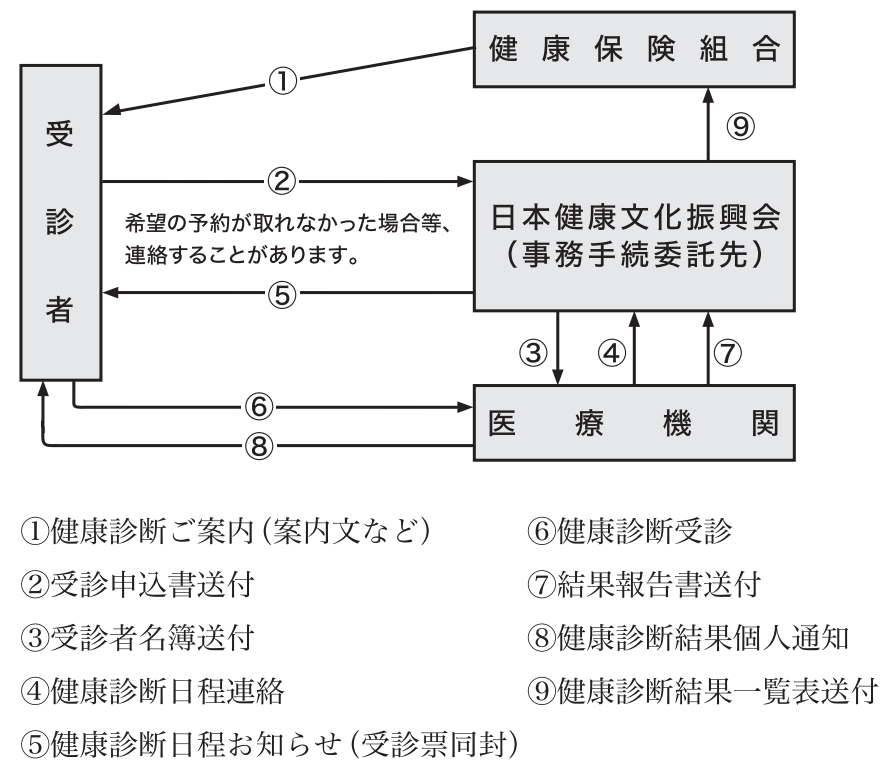 健康保険組合
①
受診者
⑨
②
日本健康文化振興会
（事務手続委託先）
希望の予約が取れなかった場合等、
連絡することがあります。
⑤
③
④
⑦
⑥
医療機関
⑧
①健康診断ご案内（案内文など）
②受診申込書送付
③受診者名簿送付
④健康診断日程連絡
⑤健康診断日程お知らせ（受診票同封）
⑥健康診断受診
⑦結果報告書送付
⑧健康診断結果個人通知
⑨健康診断結果一覧表送付